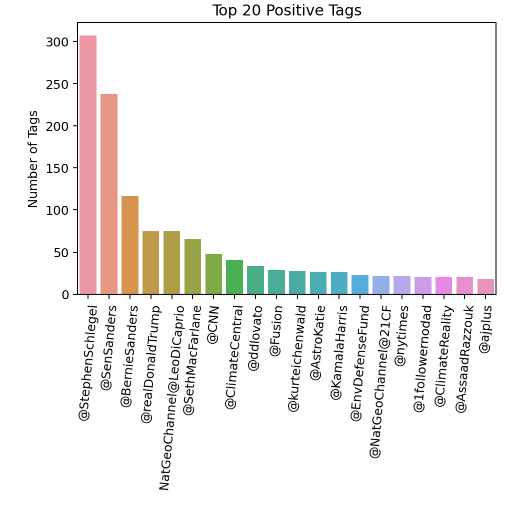 Top 20 Positive Tags
Number of Tags
300
250
200
150
100
50
0
@StephenSchlegel
@SenSanders
@BernieSanders
@realDonaldTrump
NatGeoChannel@LeoDiCaprio
@SethMacFarlane
@CNN
@ClimateCentral
@ddlovato
@Fusion
@kurteichenwald
@AstroKatie
@KamalaHarris
@EnvDefenseFund
@NatGeoChannel@21CF
@nytimes
@1followernodad
@ClimateReality
@AssaadRazzouk
@ajplus